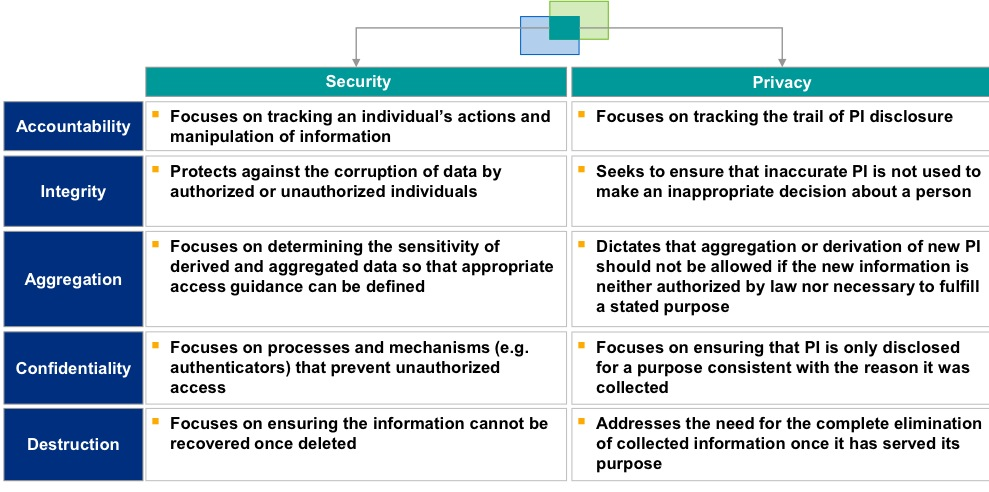 Security
Privacy
Accountability
Focuses on tracking an individual’s actions and
manipulation of information
Focuses on tracking the trail of PI disclosure
Integrity
Protects against the corruption of data by
authorized or unauthorized individuals
Seeks to ensure that inaccurate PI is not used to
make an inappropriate decision about a person
Aggregation
Focuses on determining the sensitivity of
derived and aggregated data so that appropriate
access guidance can be defined
Dictates that aggregation or derivation of new PI
should not be allowed if the new information is
neither authorized by law nor necessary to fulfill
a stated purpose
Confidentiality
Focuses on processes and mechanisms (e.g.
authenticators) that prevent unauthorized
access
Focuses on ensuring that PI is only disclosed
for a purpose consistent with the reason it was
collected
Destruction
Focuses on ensuring the information cannot be
recovered once deleted
Addresses the need for the complete elimination
of collected information once it has served its
purpose